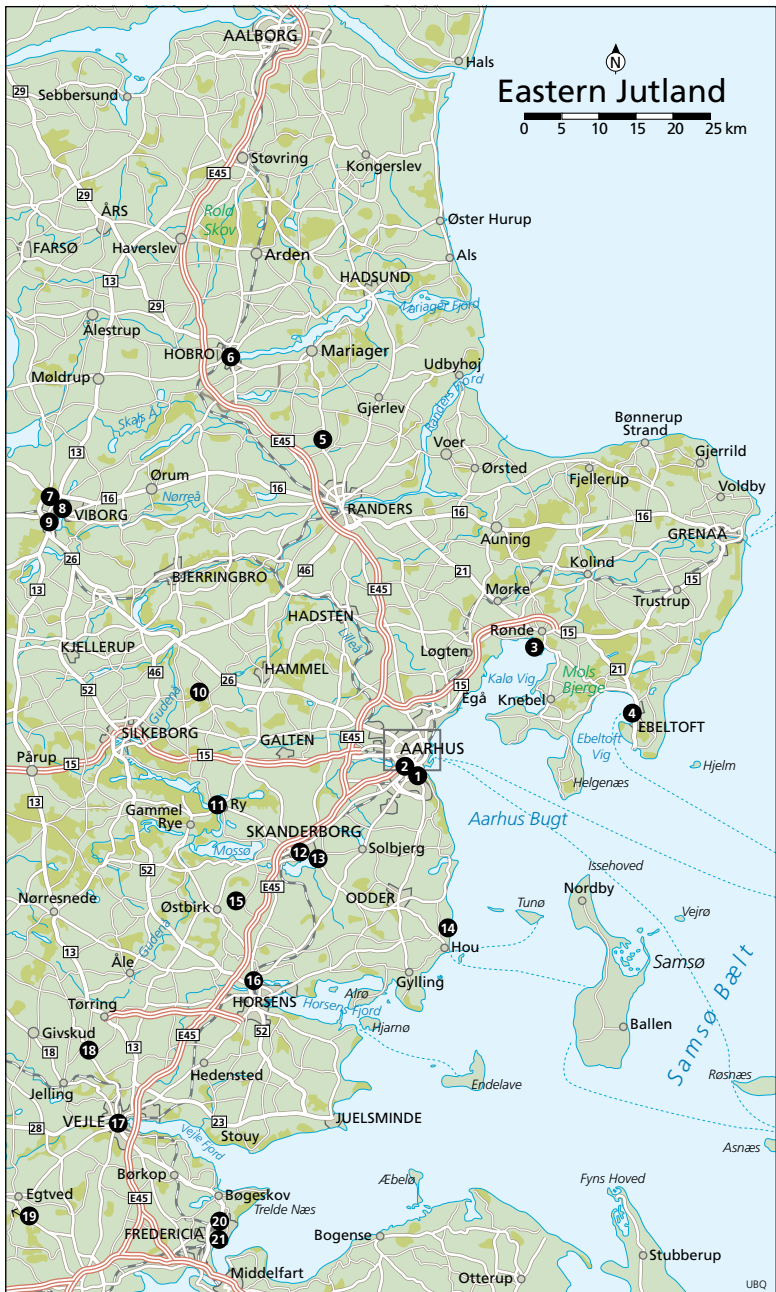 AALBORG
Hals
N
Eastern Jutland
0 5 10 15 20 25 km
29
Sebbersund
Støvring
Kongerslev
E45
29
ÅRS
Rold
Skov
Øster Hurup
FARSØ
Haverslev
Arden
Als
13
HADSUND
29
Mariager Fjord
Ålestrup
HOBRO
6
Mariager
Udbyhøj
Møldrup
Randers Fjord
Gjerlev
Skals Å
Bønnerup
Strand
13
E45
5
Voer
Gjerrild
Ørum
Ørsted
Fjellerup
Voldby
7
16
16
8
VIBORG
Nørreå
RANDERS
16
16
9
Auning
GRENAA
26
46
21
Kolind
13
BJERRINGBRO
E45
15
Mørke
Trustrup
HADSTEN
Rønde
15
KJELLERUP
Lilleå
Løgten
3
46
HAMMEL
Kalø Vig
Mols
Bjerge
21
52
10
26
15
Knebel
Gudenå
Egå
4
EBELTOFT
SILKEBORG
E45
GALTEN
AARHUS
Ebeltoft
Vig
15
15
2
Pårup
1
Hjelm
Helgenæs
13
11
Ry
Gammel
Rye
SKANDERBORG
Aarhus Bugt
Mossø
12
13
Solbjerg
52
Issehoved
E45
Nordby
Nørresnede
15
ODDER
Tunø
Østbirk
Vejrø
14
Gudenå
Hou
13
Åle
16
Gylling
Samsø
HORSENS
Alrø
Tørring
Horsens Fjord
Samsø Bælt
Givskud
E45
52
Hjarnø
Ballen
18
18
13
Hedensted
Endelave
Røsnæs
Jelling
VEJLE
17
23
JUELSMINDE
28
Vejle Fjord
Stouy
Asnæs
Børkop
Æbelø
Fyns Hoved
Egtved
E45
Bøgeskov
19
20
Trelde Næs
FREDERICIA
21
Bogense
Stubberup
Middelfart
Otterup
UBQ